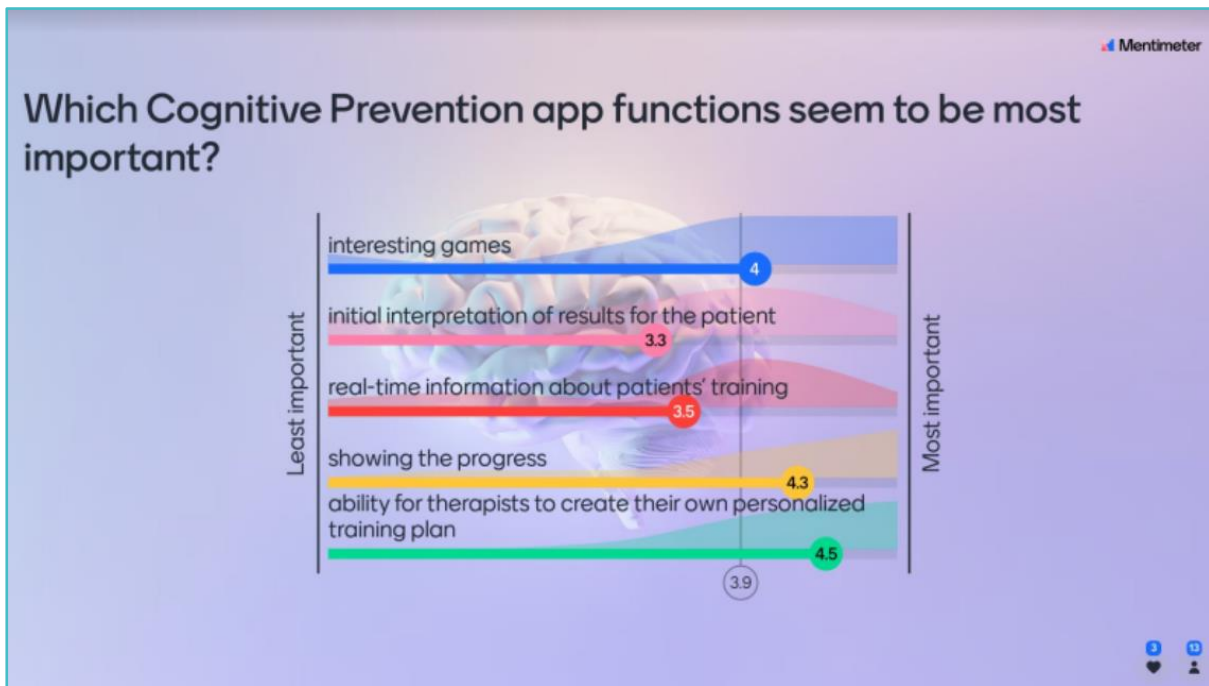 Mentimeter
Which Cognitive Prevention app functions seem to be most
important?
Least important
Most important
interesting games
4
initial interpretation of results for the patient
3.3
real-time information about patients’ training
3.5
showing the progress
4.3
ability for therapists to create their own personalized
training plan
4.5
3.9
3
13